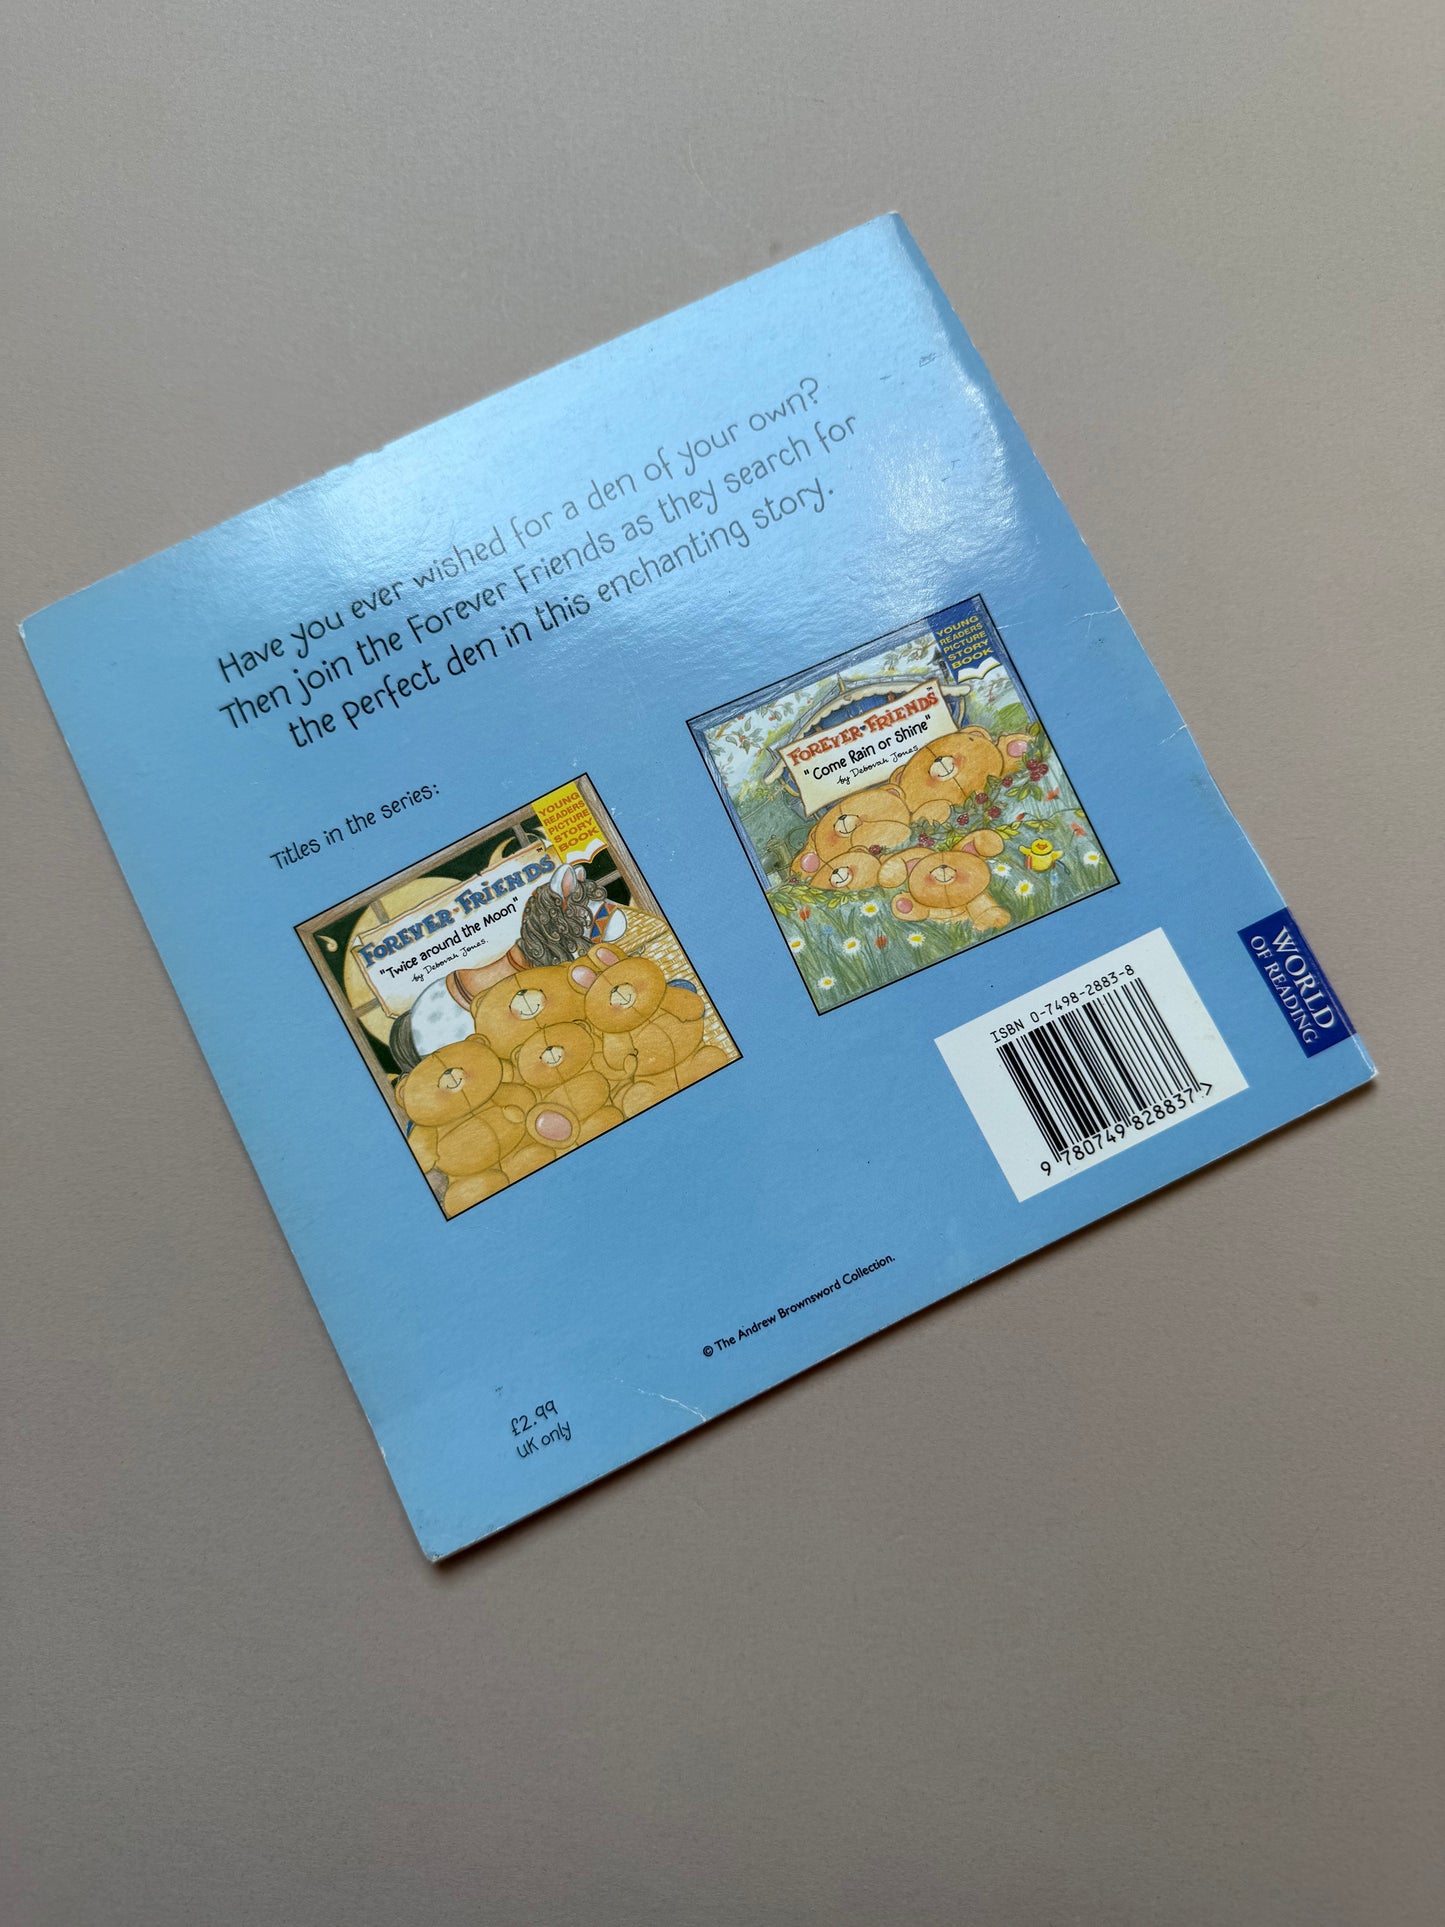 Have you ever wished for a den of your own?
Then join the Forever Friends as they search for
the perfect den in this enchanting story.
Titles in the series:
YOUNG
READERS
PICTURE
STORY
BOOK
FOREVER FRIENDS™
"Twice around the Moon"
by Deborah Jones.
YOUNG
READERS
PICTURE
STORY
BOOK
FOREVER FRIENDS™
"Come Rain or Shine"
by Deborah Jones
WORLD
OF READING
ISBN 0-7498-2883-8
9 780749 828837 >
© The Andrew Brownsword Collection.
£2.99
UK only